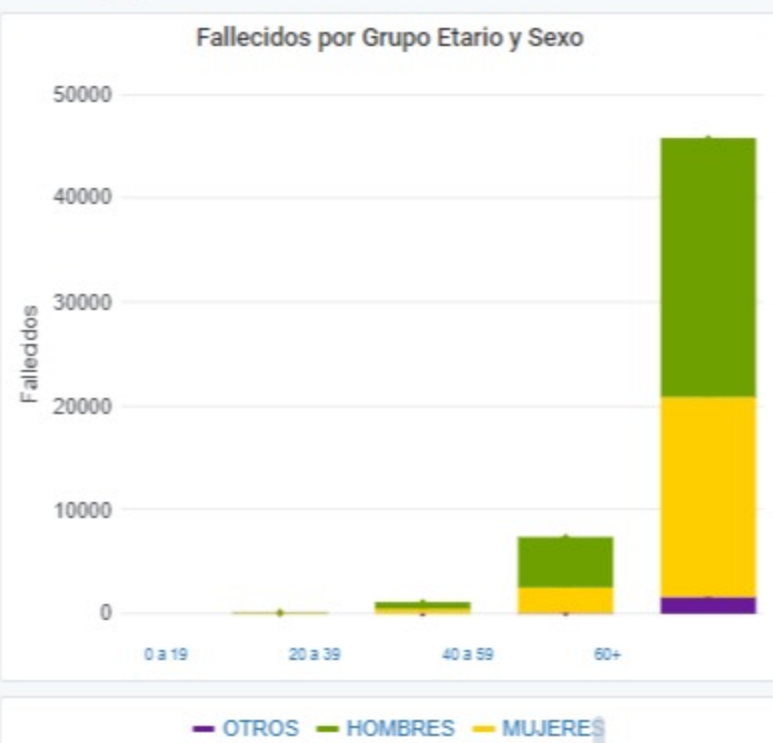 Fallecidos por Grupo Etario y Sexo
50000
40000
30000
20000
10000
0
Fallecidos
0 a 19 20 a 39 40 a 59 60+
OTROS HOMBRES MUJERES